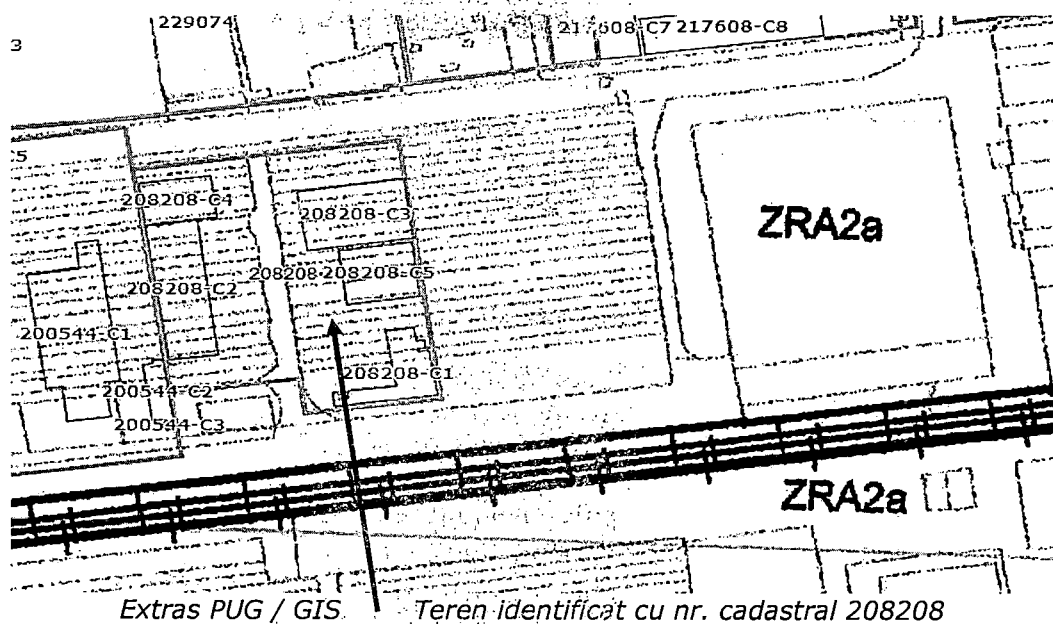 229074
217608-C7 217608-C8
3
5
208208-C4
208208-C3
ZRA2a
208208 208208-C5
208208-C2
200544-C1
208208-C1
200544-C2
200544-C3
ZRA2a
Extras PUG / GIS Teren identificat cu nr. cadastral 208208